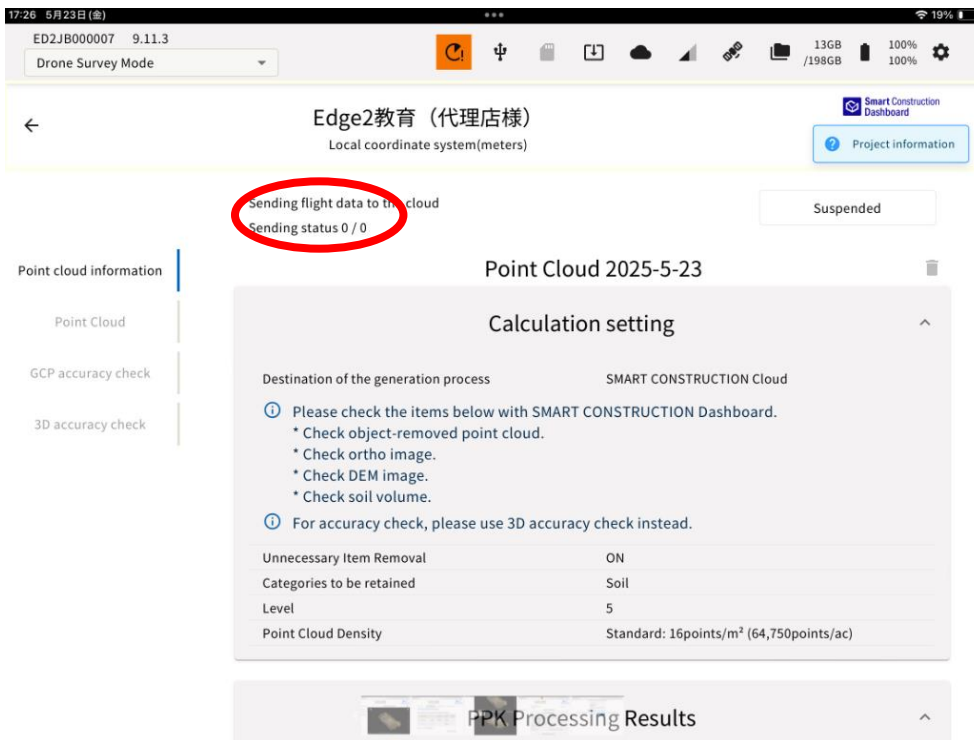 17:26 5月23日(金)
19%
ED2JB000007 9.11.3
Drone Survey Mode
13GB
/198GB
100%
100%
Edge2教育（代理店様）
Local coordinate system(meters)
Smart Construction
Dashboard
Project information
Sending flight data to the cloud
Sending status 0 / 0
Suspended
Point cloud information
Point Cloud
GCP accuracy check
3D accuracy check
Point Cloud 2025-5-23
Calculation setting
Destination of the generation process SMART CONSTRUCTION Cloud
Please check the items below with SMART CONSTRUCTION Dashboard.
* Check object-removed point cloud.
* Check ortho image.
* Check DEM image.
* Check soil volume.
For accuracy check, please use 3D accuracy check instead.
Unnecessary Item Removal ON
Categories to be retained Soil
Level 5
Point Cloud Density Standard: 16points/m² (64,750points/ac)
PPK Processing Results